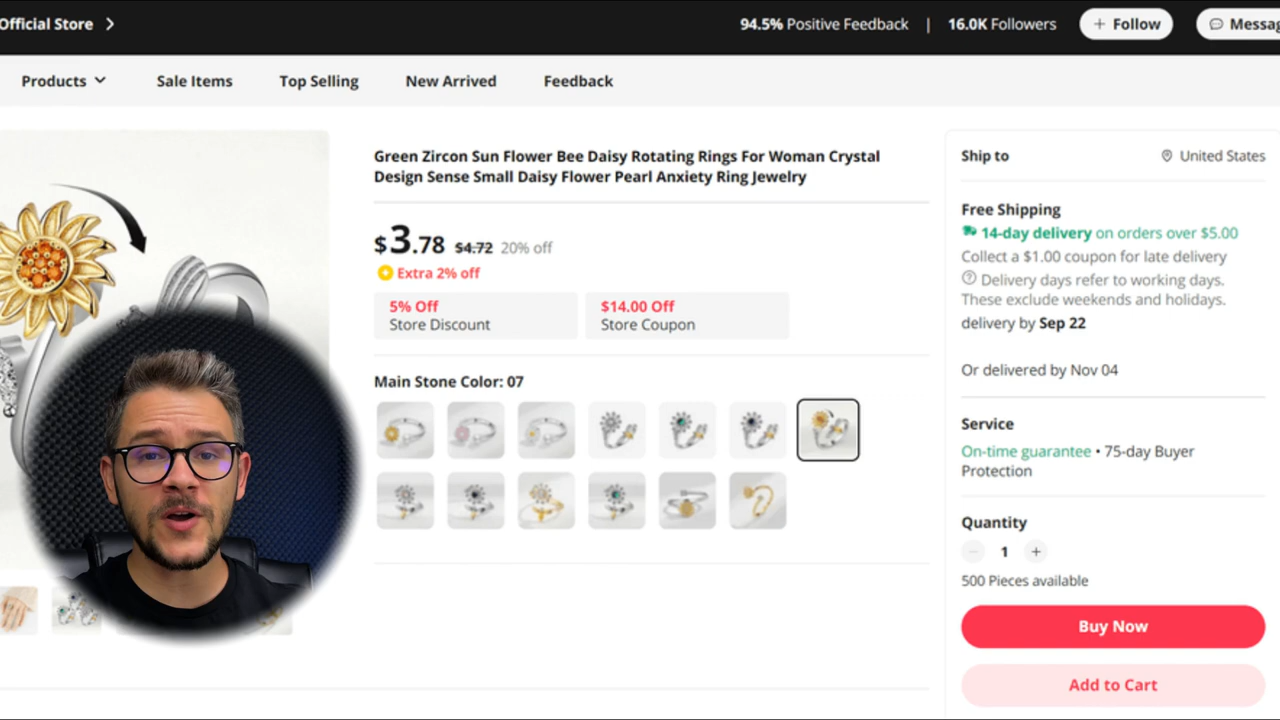 Official Store
94.5% Positive Feedback | 16.0K Followers
+ Follow
Messag
Products
Sale Items
Top Selling
New Arrived
Feedback
Green Zircon Sun Flower Bee Daisy Rotating Rings For Woman Crystal
Design Sense Small Daisy Flower Pearl Anxiety Ring Jewelry
$3.78 $4.72 20% off
Extra 2% off
5% Off
Store Discount
$14.00 Off
Store Coupon
Main Stone Color: 07
Ship to
United States
Free Shipping
14-day delivery on orders over $5.00
Collect a $1.00 coupon for late delivery
Delivery days refer to working days.
These exclude weekends and holidays.
delivery by Sep 22
Or delivered by Nov 04
Service
On-time guarantee • 75-day Buyer
Protection
Quantity
1
500 Pieces available
Buy Now
Add to Cart